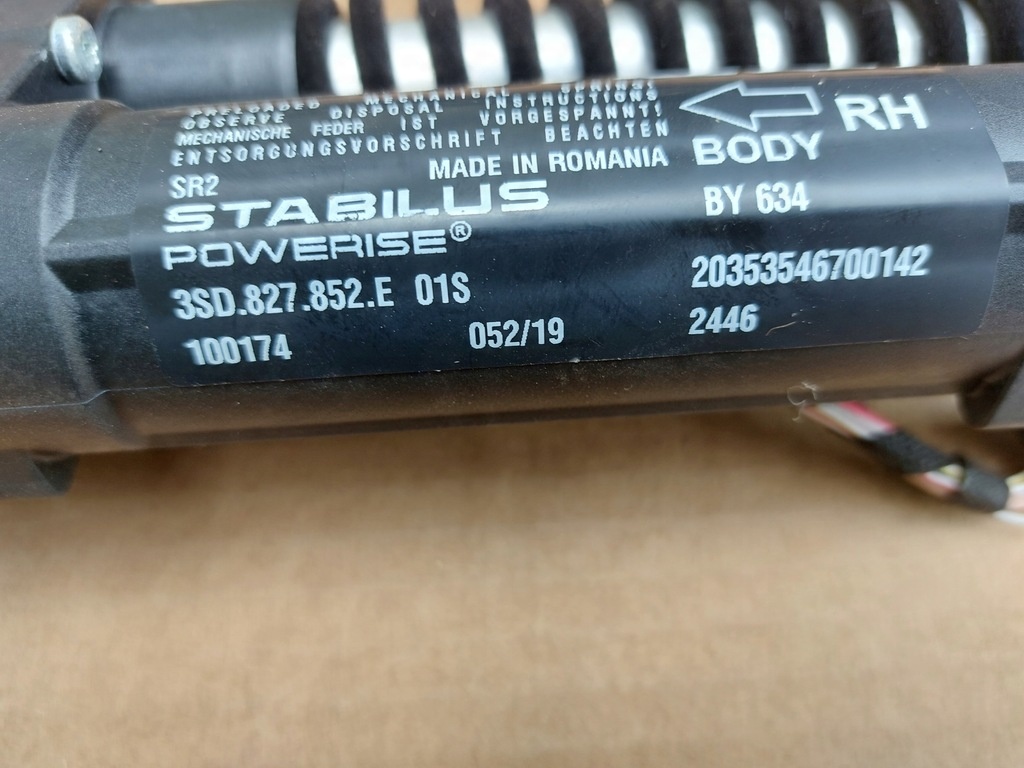 PRELOADED MECHANICAL SPRING!
OBSERVE DISPOSAL INSTRUCTIONS
MECHANISCHE FEDER IST VORGESPANNT!
ENTSORGUNGSVORSCHRIFT BEACHTEN
RH
BODY
MADE IN ROMANIA
SR2
STABILUS
BY 634
POWERISE®
3SD.827.852.E 01S
20353546700142
100174
052/19
2446